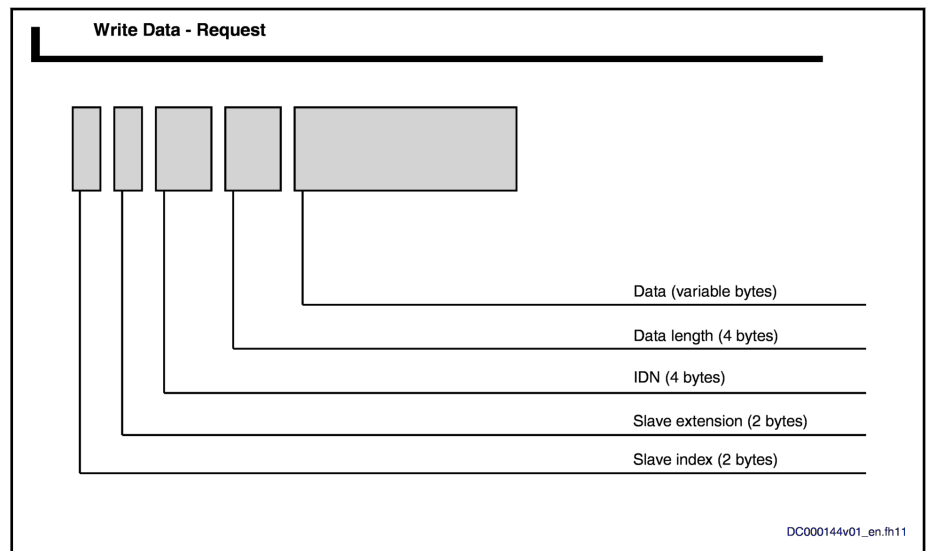 Write Data - Request
Data (variable bytes)
Data length (4 bytes)
IDN (4 bytes)
Slave extension (2 bytes)
Slave index (2 bytes)
DC000144v01_en.fh11